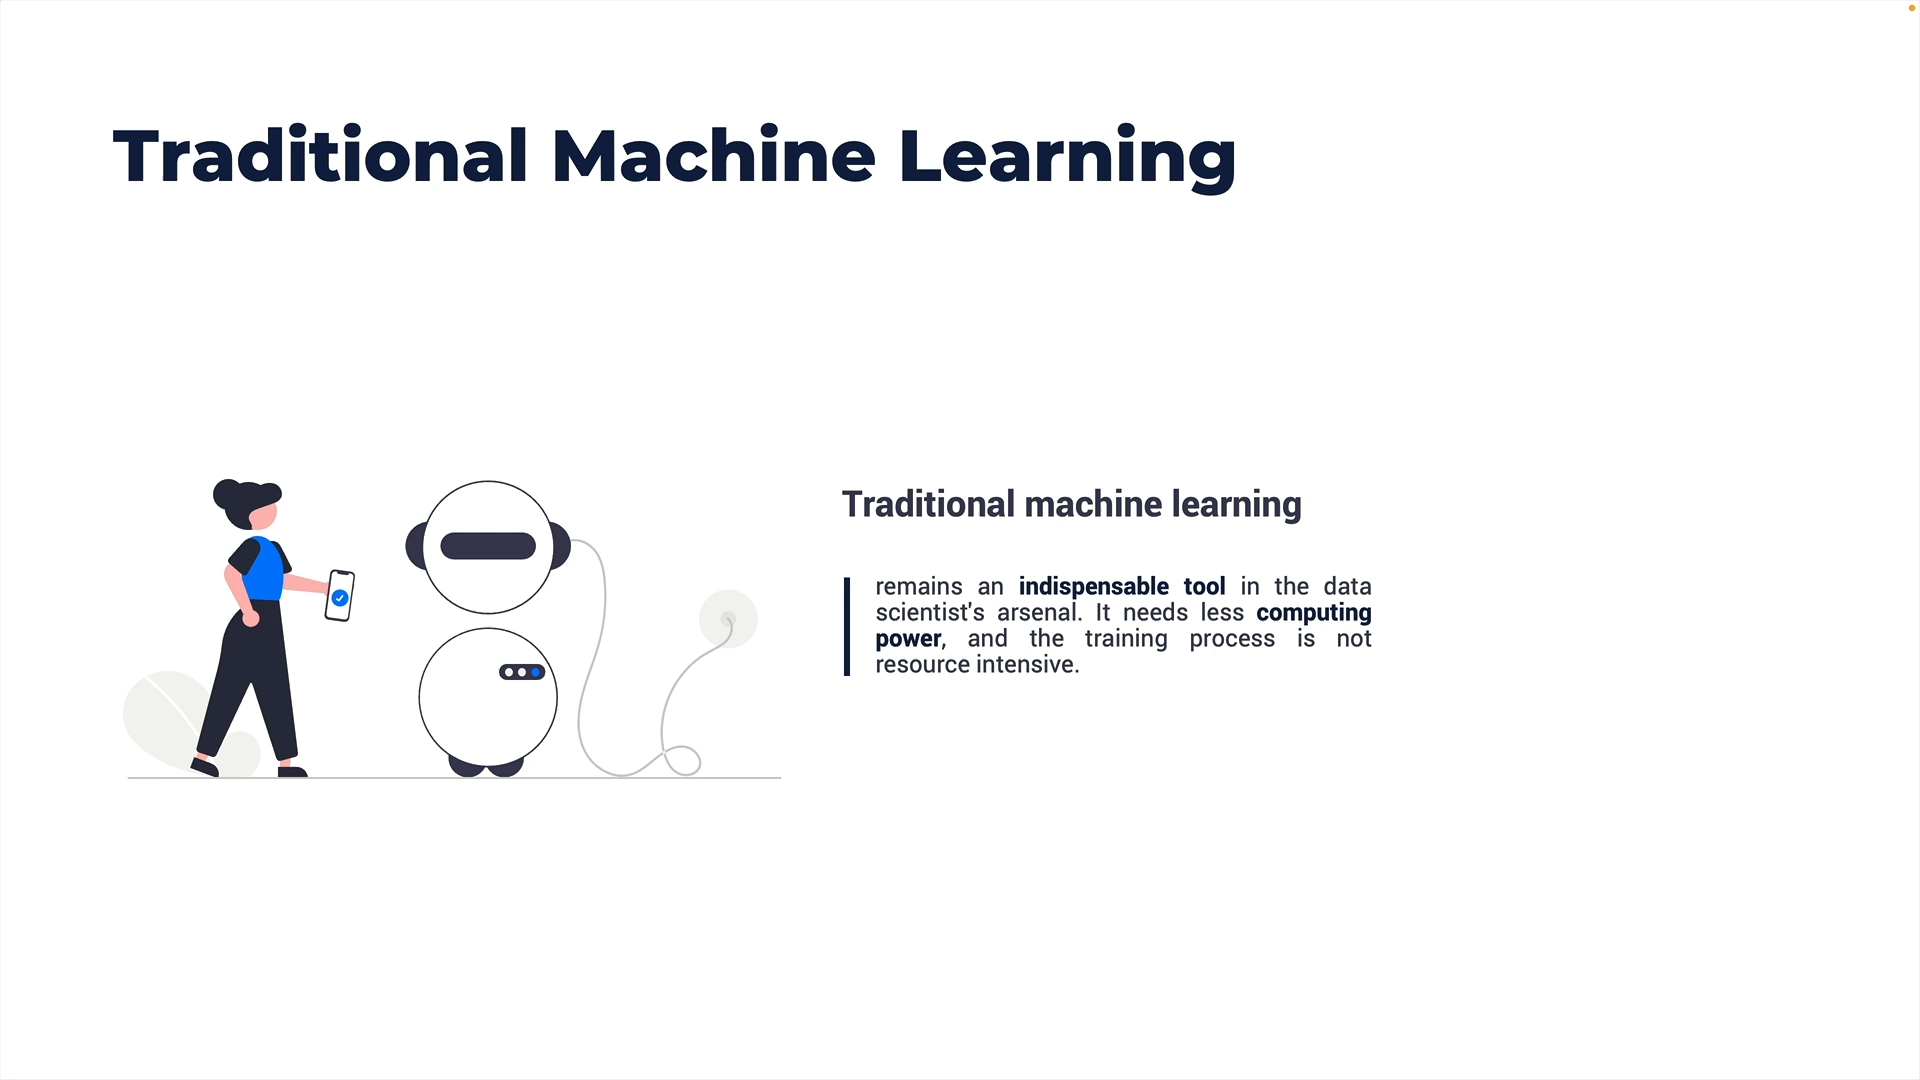 Traditional Machine Learning
Traditional machine learning
remains an indispensable tool in the data
scientist's arsenal. It needs less computing
power, and the training process is not
resource intensive.